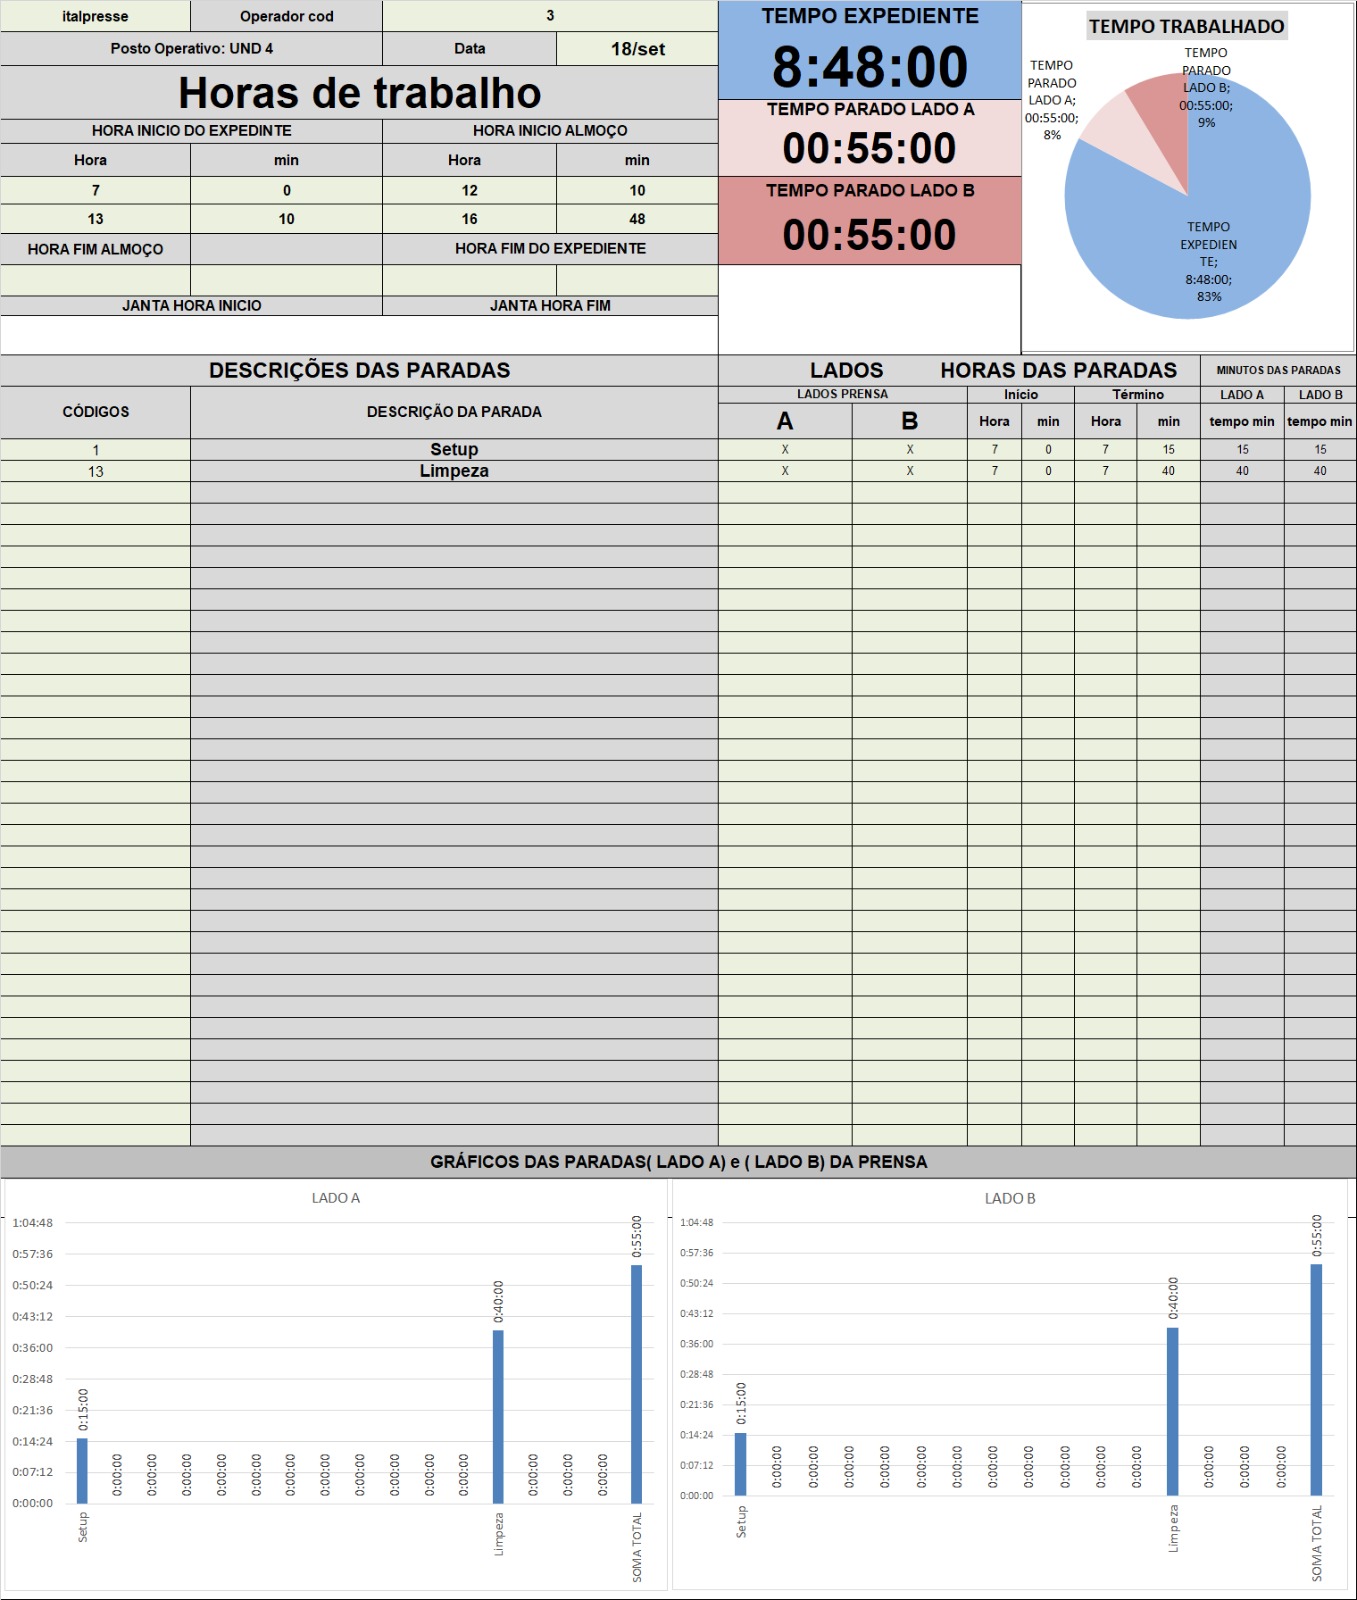 italpresse Operador cod 3
Posto Operativo: UND 4 Data 18/set
Horas de trabalho
HORA INICIO DO EXPEDINTE HORA INICIO ALMOÇO
Hora min Hora min
7 0 12 10
13 10 16 48
HORA FIM ALMOÇO HORA FIM DO EXPEDIENTE
JANTA HORA INICIO JANTA HORA FIM
TEMPO EXPEDIENTE
8:48:00
TEMPO PARADO LADO A
00:55:00
TEMPO PARADO LADO B
00:55:00
TEMPO TRABALHADO
TEMPO
PARADO
LADO A;
00:55:00;
8%
TEMPO
PARADO
LADO B;
00:55:00;
9%
TEMPO
EXPEDIEN
TE;
8:48:00;
83%
DESCRIÇÕES DAS PARADAS LADOS HORAS DAS PARADAS MINUTOS DAS PARADAS
CÓDIGOS DESCRIÇÃO DA PARADA LADOS PRENSA Início Término LADO A LADO B
A B Hora min Hora min tempo min tempo min
1 Setup X X 7 0 7 15 15 15
13 Limpeza X X 7 0 7 40 40 40
GRÁFICOS DAS PARADAS( LADO A) e ( LADO B) DA PRENSA
LADO A
1:04:48
0:57:36
0:50:24
0:43:12
0:36:00
0:28:48
0:21:36
0:14:24
0:07:12
0:00:00
0:15:00
0:00:00
0:00:00
0:00:00
0:00:00
0:00:00
0:00:00
0:00:00
0:00:00
0:00:00
0:00:00
0:00:00
0:40:00
0:00:00
0:00:00
0:00:00
0:55:00
Setup
Limpeza
SOMA TOTAL
LADO B
1:04:48
0:57:36
0:50:24
0:43:12
0:36:00
0:28:48
0:21:36
0:14:24
0:07:12
0:00:00
0:15:00
0:00:00
0:00:00
0:00:00
0:00:00
0:00:00
0:00:00
0:00:00
0:00:00
0:00:00
0:00:00
0:00:00
0:40:00
0:00:00
0:00:00
0:00:00
0:55:00
Setup
Limpeza
SOMA TOTAL